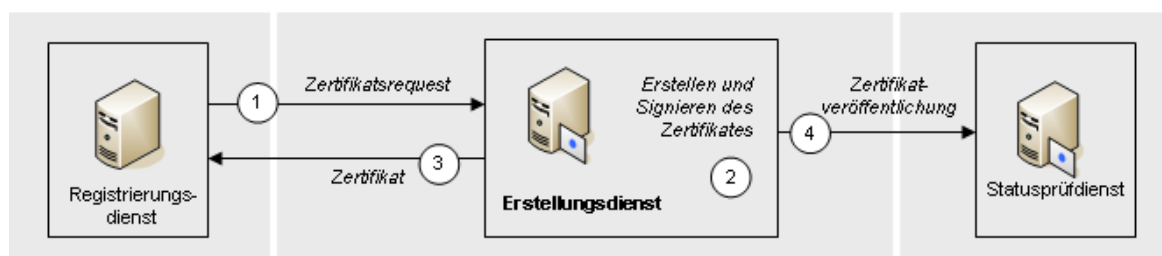 Registrierungs-
dienst
1
Zertifikatsrequest
3
Zertifikat
Erstellen und
Signieren des
Zertifikates
2
Erstellungsdienst
4
Zertifikat-
veröffentlichung
Statusprüfdienst